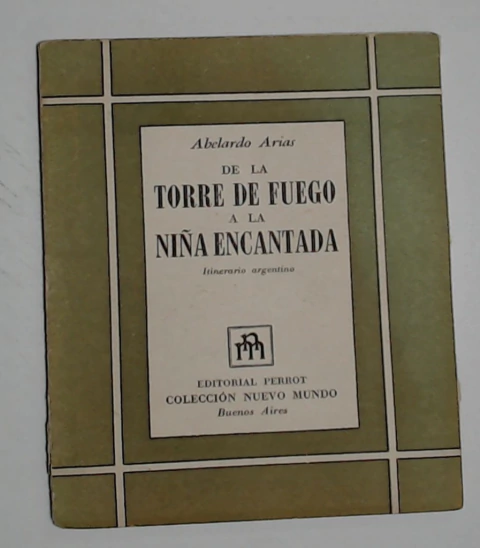 Abelardo Arias
DE LA
TORRE DE FUEGO
A LA
NIÑA ENCANTADA
Itinerario argentino
nm
EDITORIAL PERROT
COLECCIÓN NUEVO MUNDO
Buenos Aires